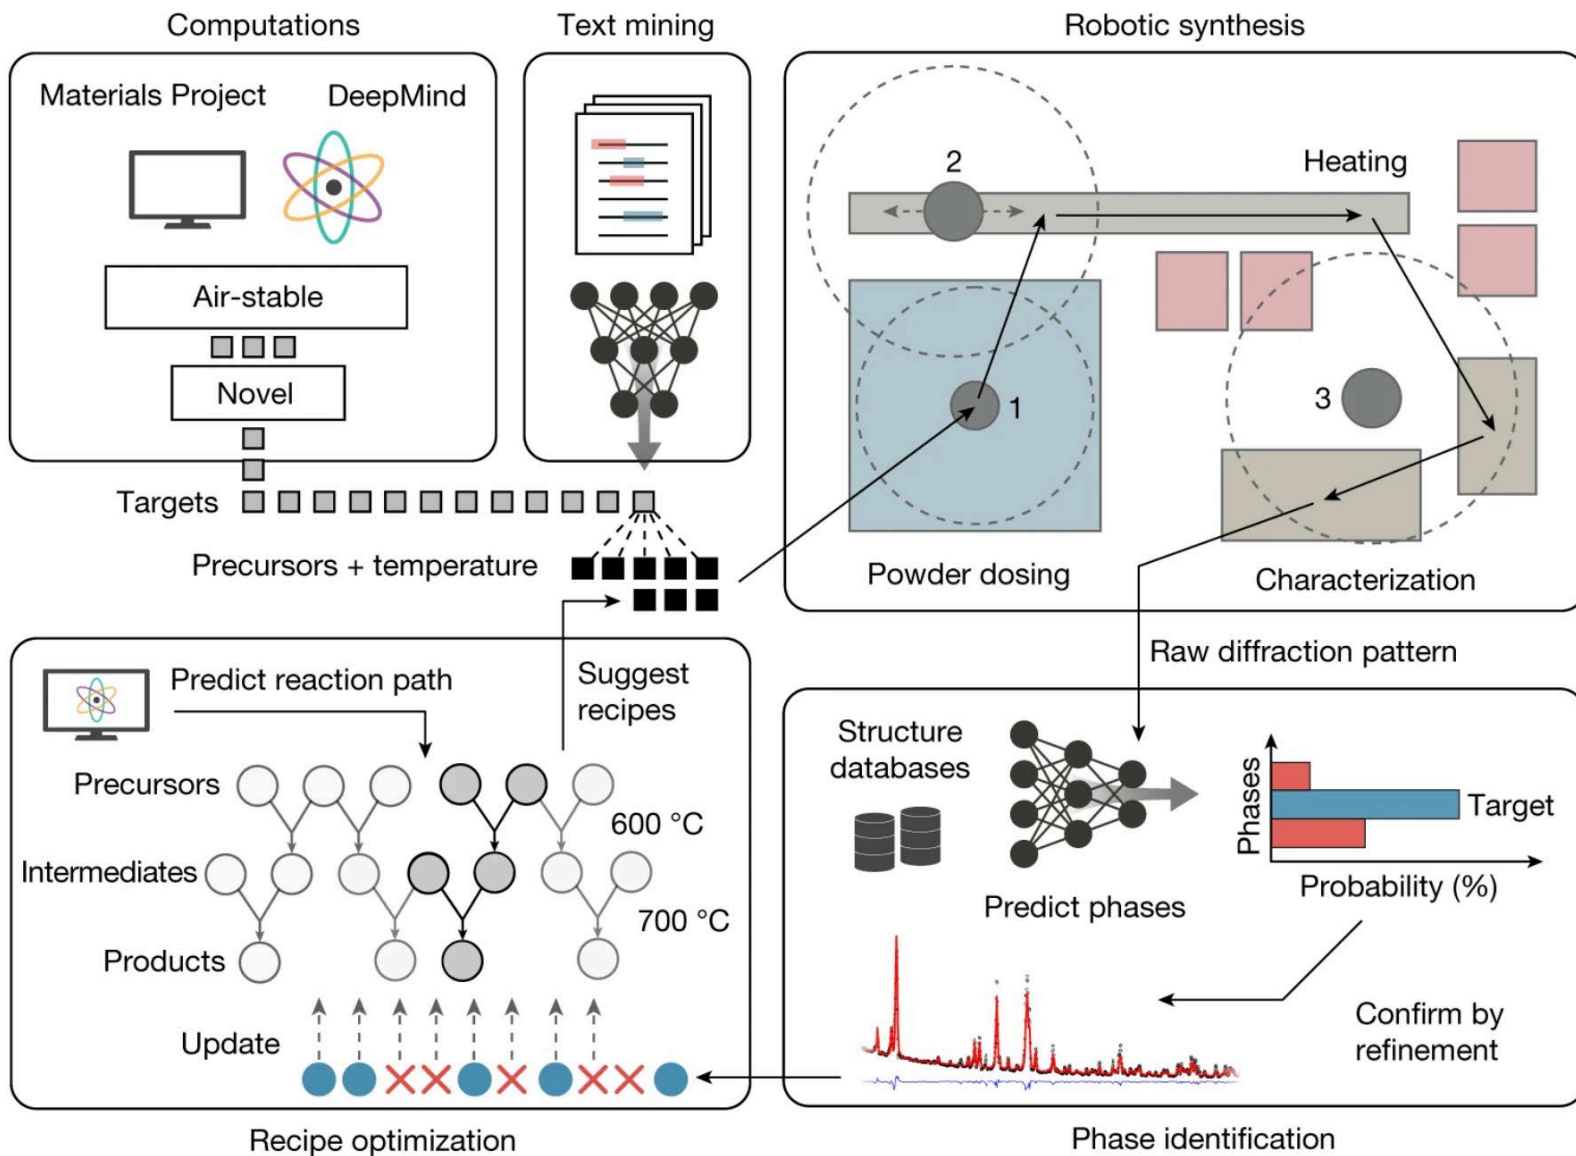 Computations
Text mining
Robotic synthesis
Materials Project
DeepMind
Air-stable
Novel
Targets
Precursors + temperature
2
Heating
1
3
Powder dosing
Characterization
Raw diffraction pattern
Predict reaction path
Suggest
recipes
Precursors
600 °C
Intermediates
700 °C
Products
Update
Recipe optimization
Structure
databases
Predict phases
Phases
Target
Probability (%)
Confirm by
refinement
Phase identification